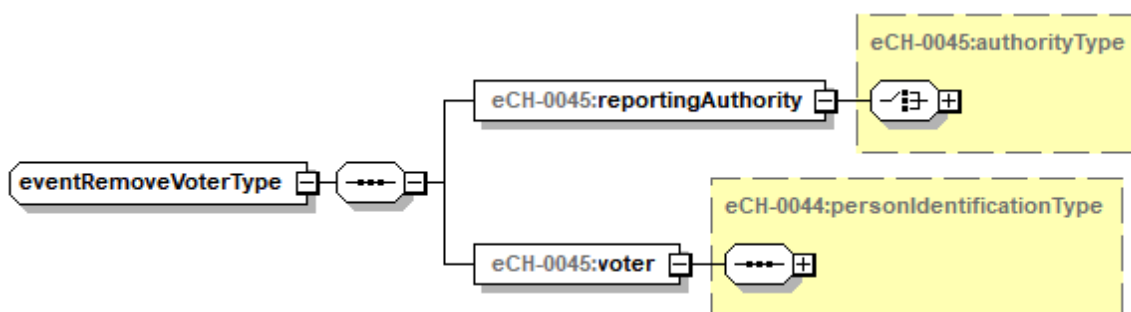 eCH-0045:authorityType
eCH-0045:reportingAuthority
eventRemoveVoterType
eCH-0044:personIdentificationType
eCH-0045:voter